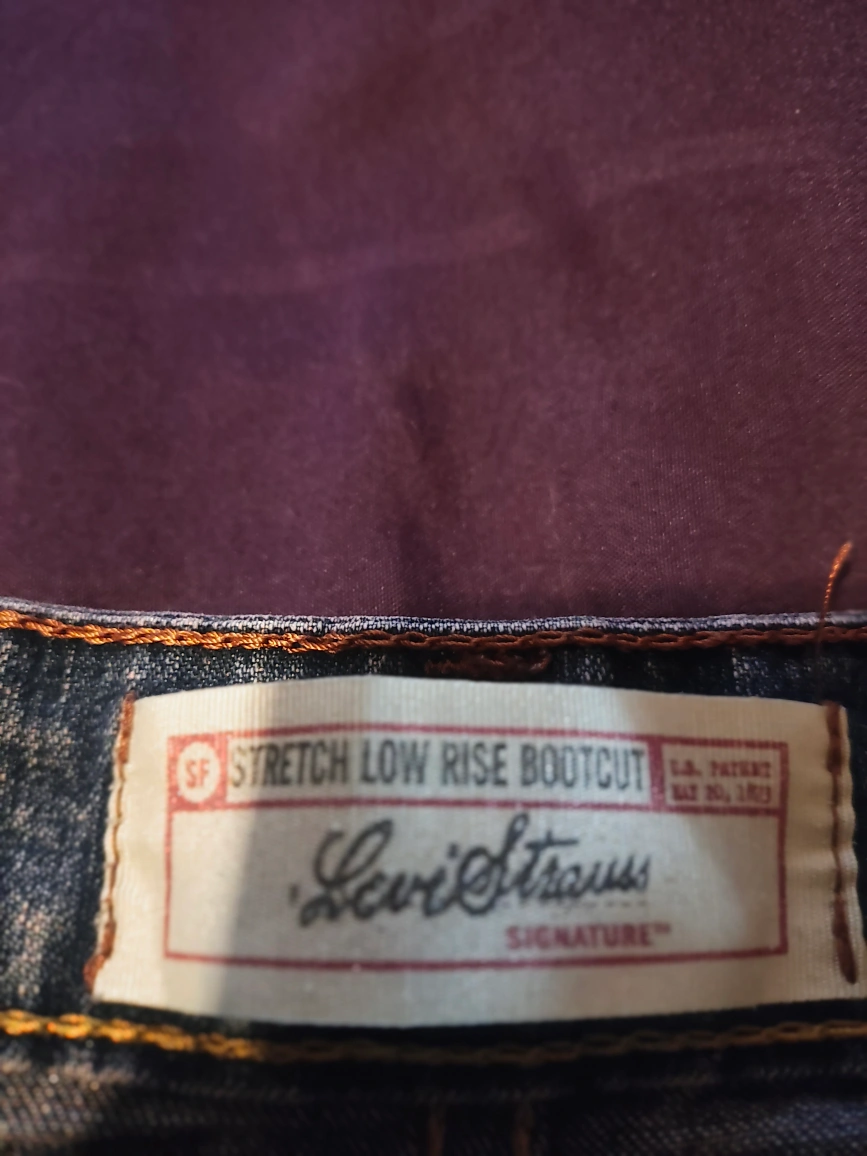 SF STRETCH LOW RISE BOOTCUT
U.S. PATENT
MAY 20, 1873
Levi Strauss
SIGNATURE™